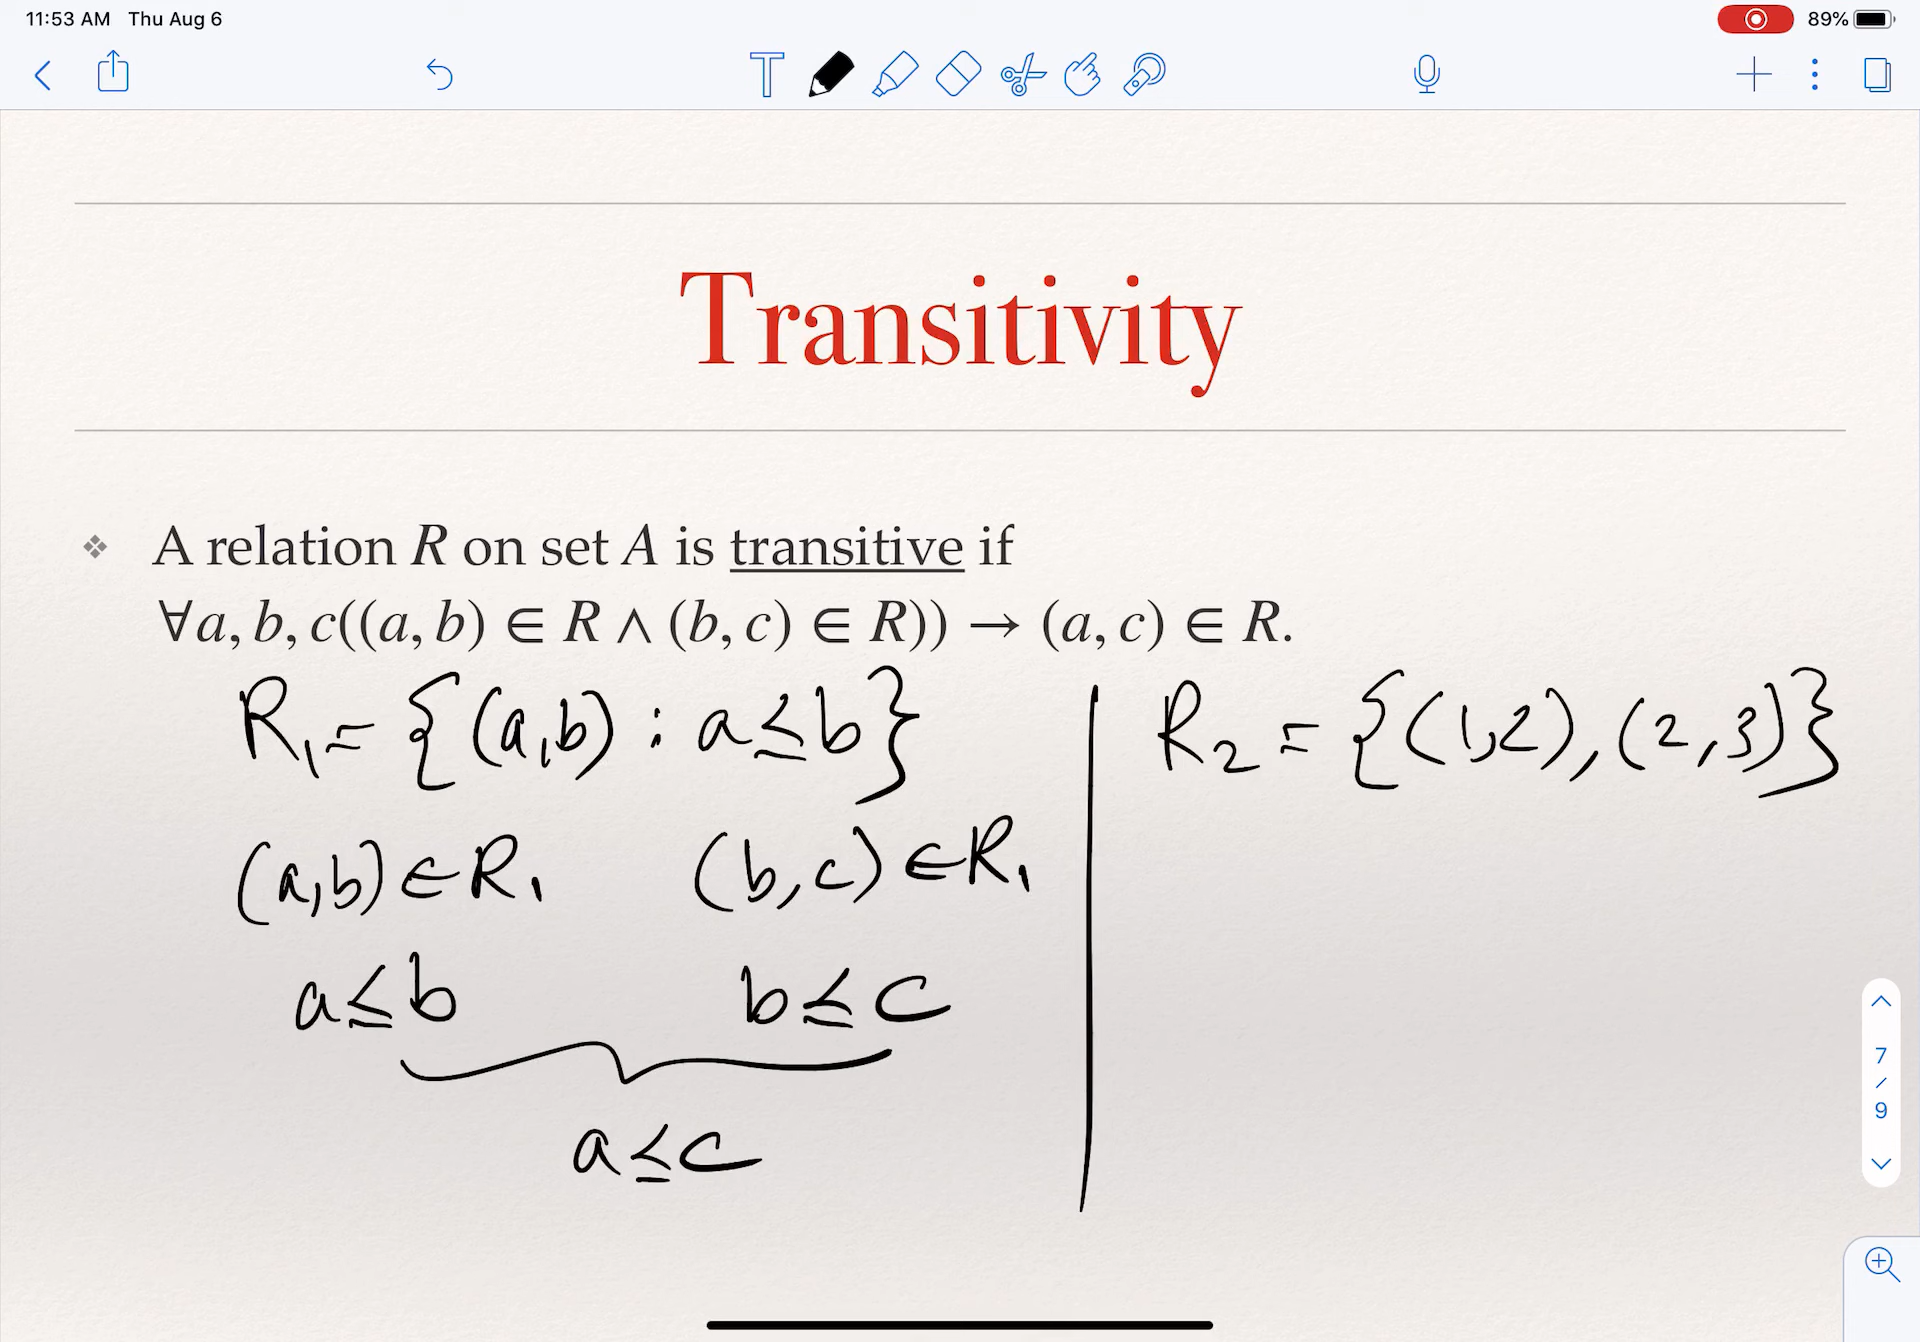 11:53 AM Thu Aug 6
89%
Transitivity
❖ A relation R on set A is transitive if
∀a, b, c((a, b) ∈ R ∧ (b, c) ∈ R)) → (a, c) ∈ R.
R₁ = {(a,b) : a ≤ b}
(a,b) ∈ R₁ (b,c) ∈ R₁
a ≤ b b ≤ c
a ≤ c
R₂ = {(1,2), (2,3)}
7
/
9